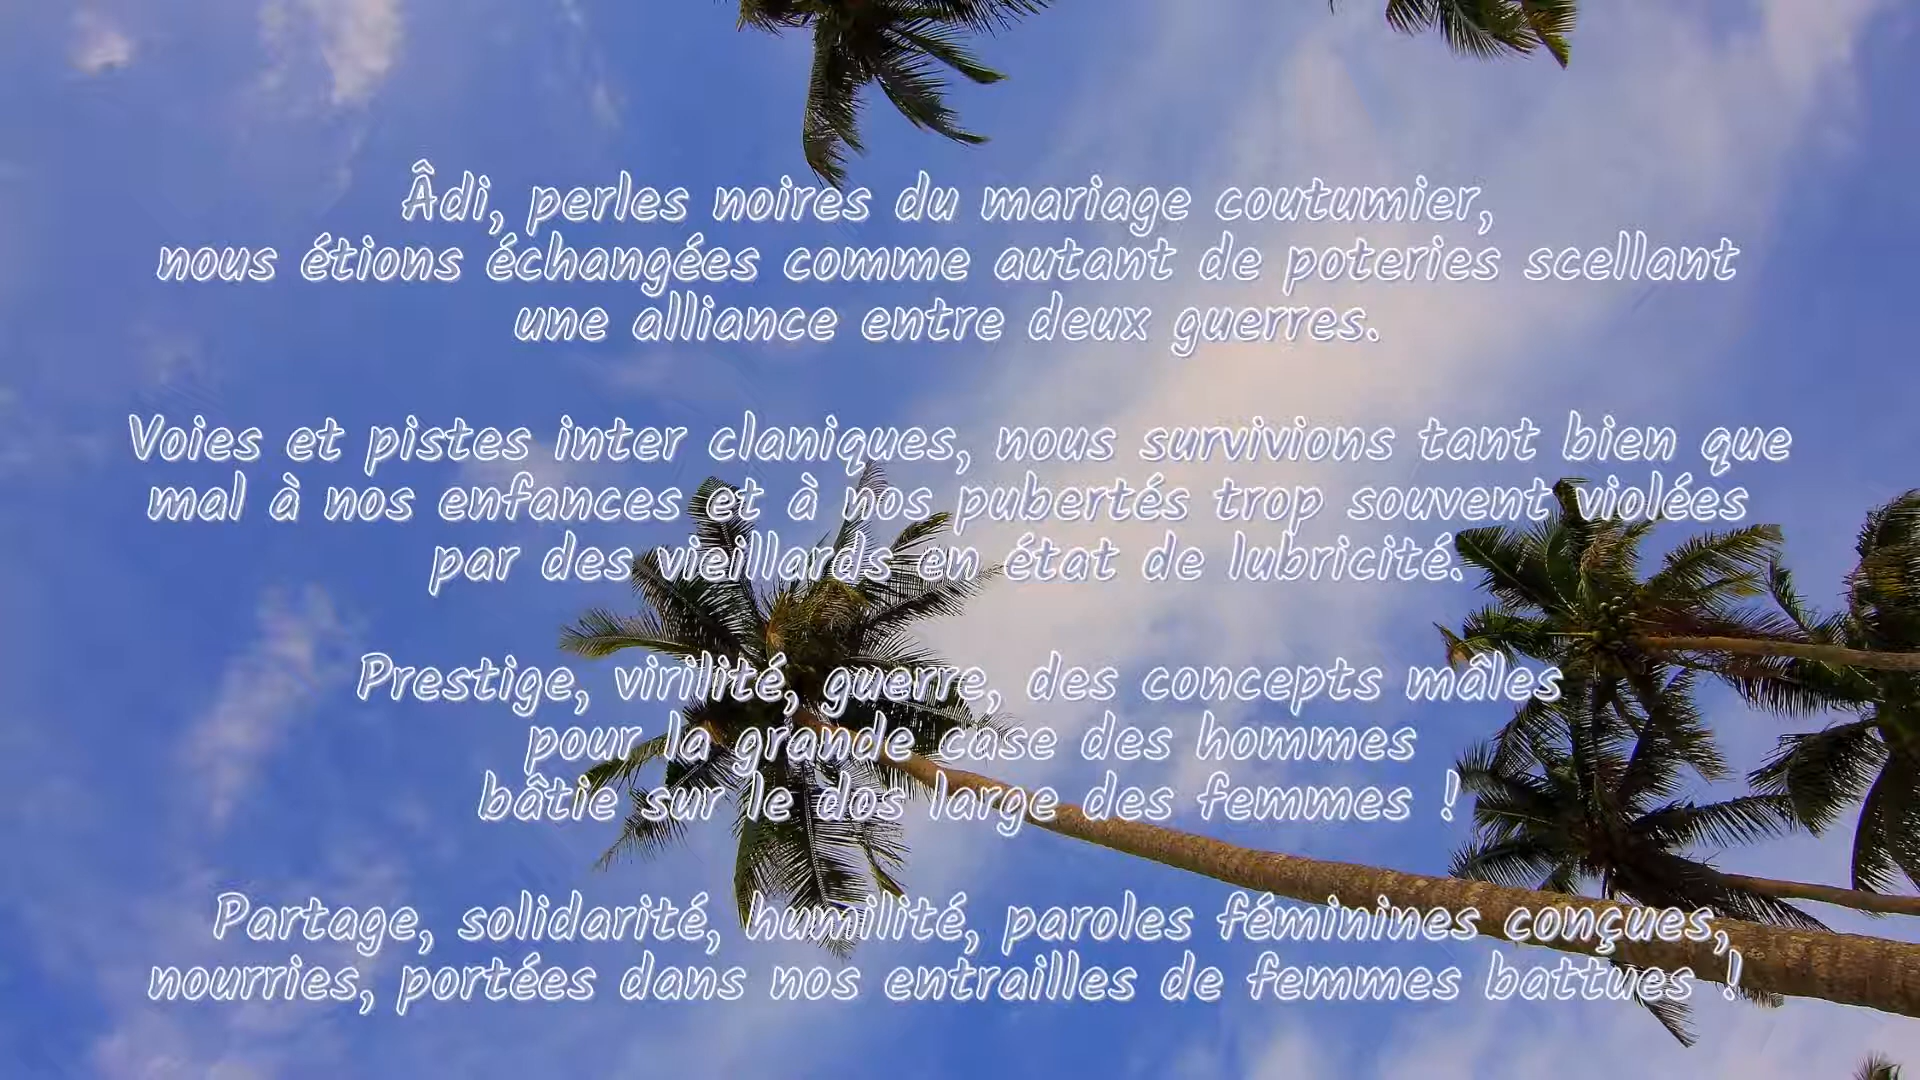 Âdi, perles noires du mariage coutumier,
nous étions échangées comme autant de poteries scellant
une alliance entre deux guerres.
Voies et pistes inter claniques, nous survivions tant bien que
mal à nos enfances et à nos pubertés trop souvent violées
par des vieillards en état de lubricité.
Prestige, virilité, guerre, des concepts mâles
pour la grande case des hommes
bâtie sur le dos large des femmes !
Partage, solidarité, humilité, paroles féminines conçues,
nourries, portées dans nos entrailles de femmes battues !